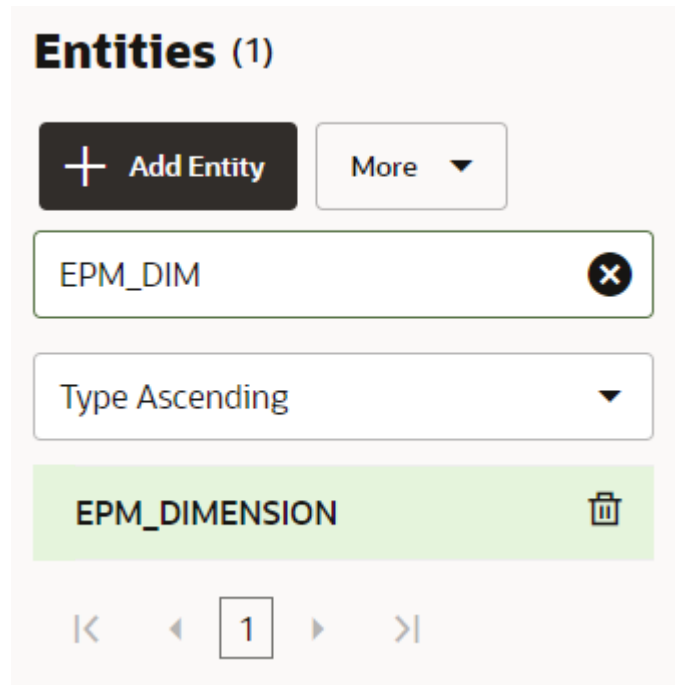 Entities (1)
Add Entity More
EPM_DIM
Type Ascending
EPM_DIMENSION
1